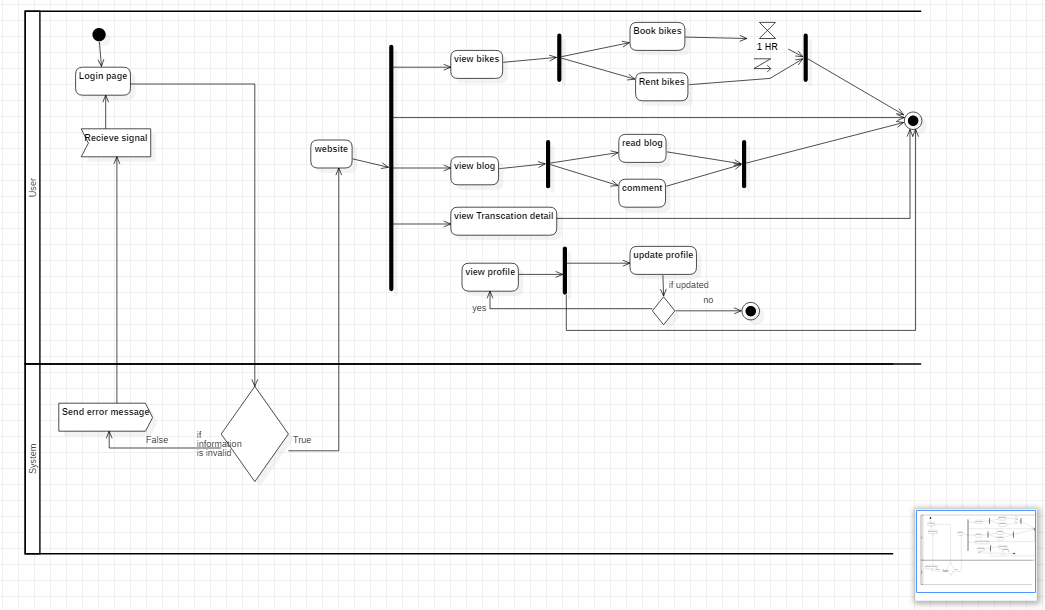 User
Login page
Recieve signal
website
view bikes
Book bikes
Rent bikes
1 HR
view blog
read blog
comment
view Transcation detail
view profile
update profile
if updated
yes
no
System
Send error message
False
if
information
is invalid
True